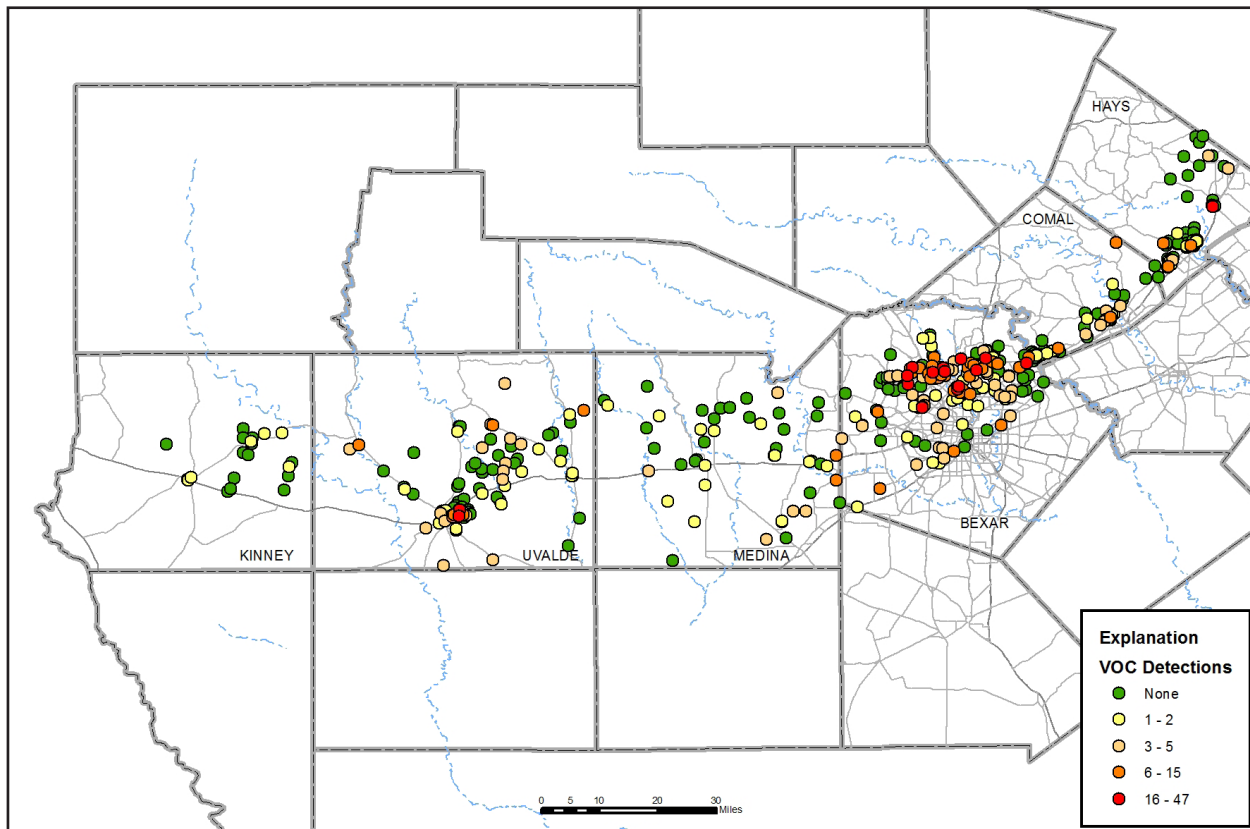 HAYS
COMAL
KINNEY
UVALDE
MEDINA
BEXAR
Explanation
VOC Detections
None
1 - 2
3 - 5
6 - 15
16 - 47
0 5 10 20 30
Miles